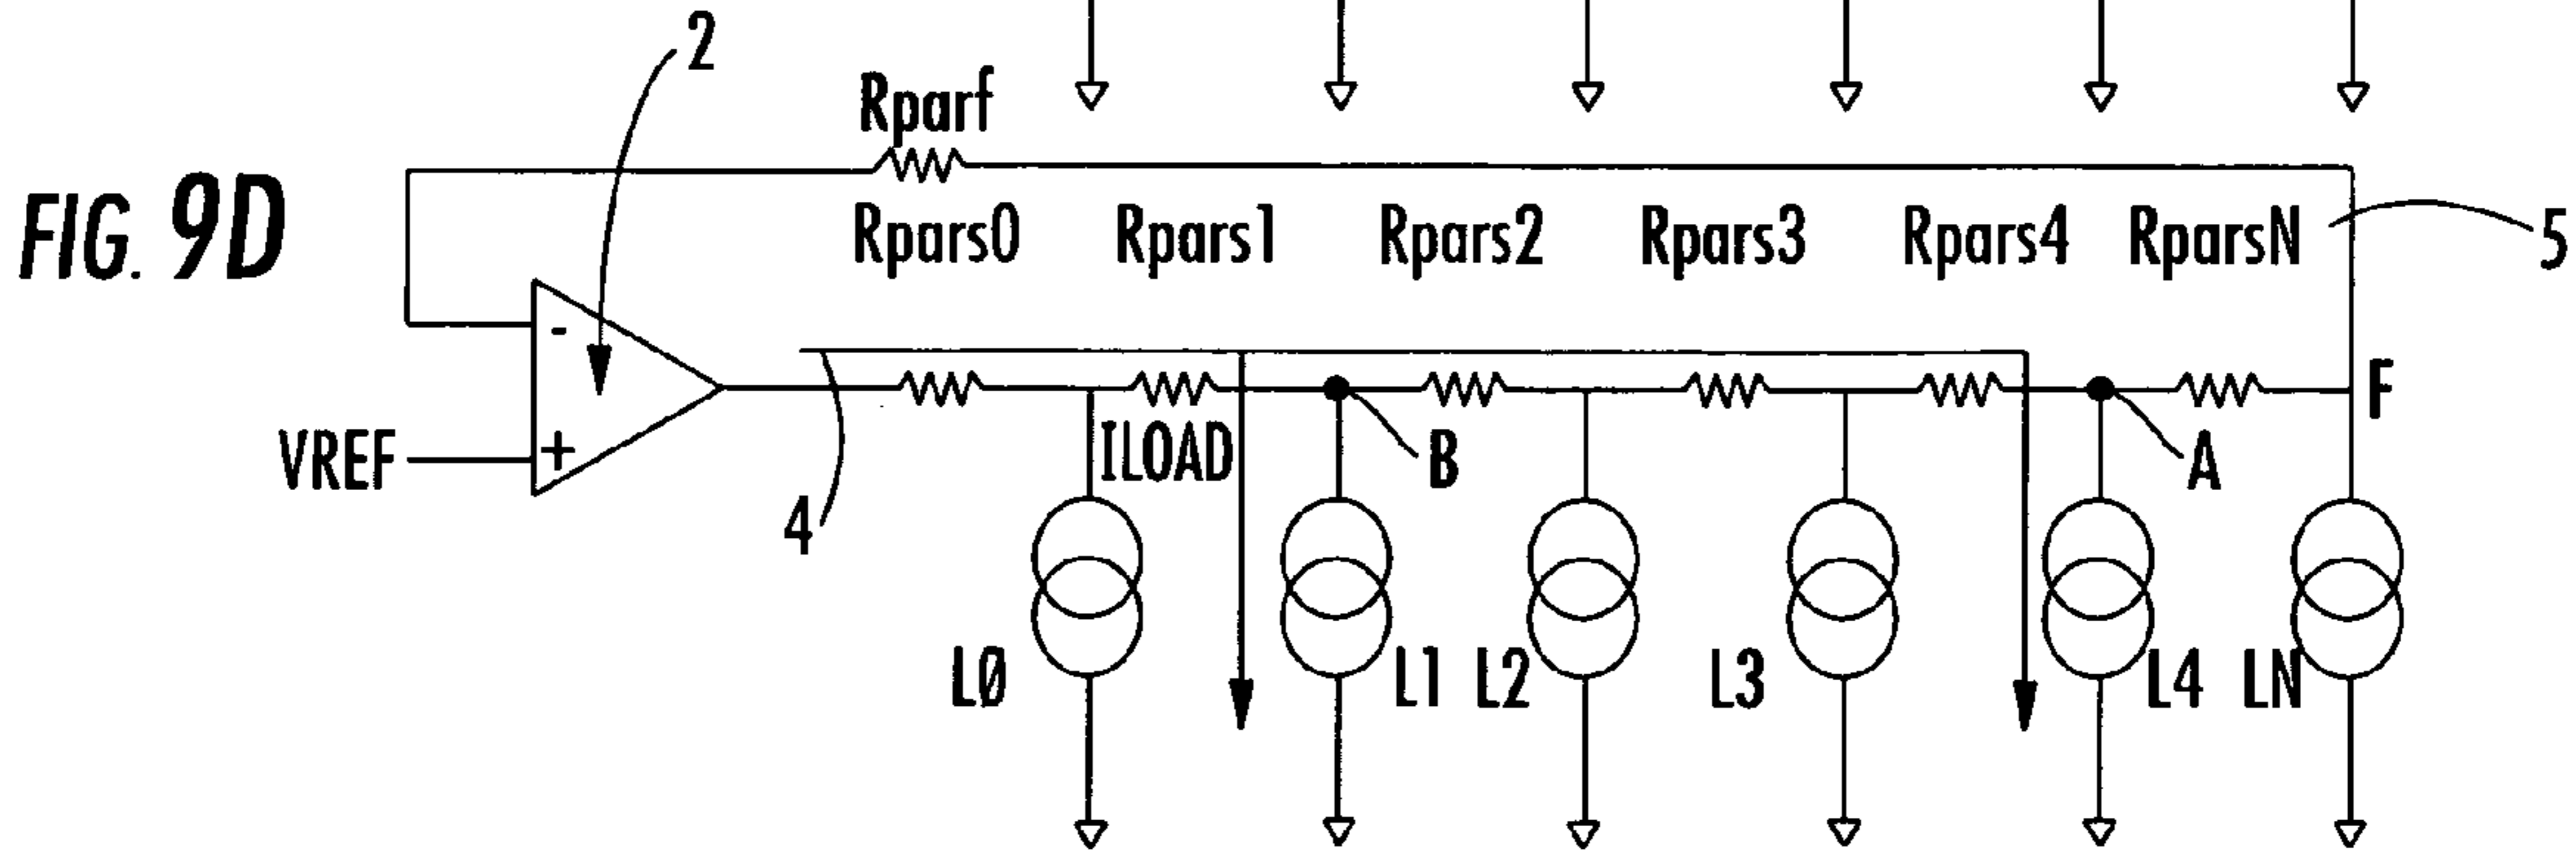 2
Rparf
FIG. 9D
Rpars0 Rpars1 Rpars2 Rpars3 Rpars4 RparsN
5
-
+
VREF
F
ILOAD
B
A
4
LØ L1 L2 L3 L4 LN